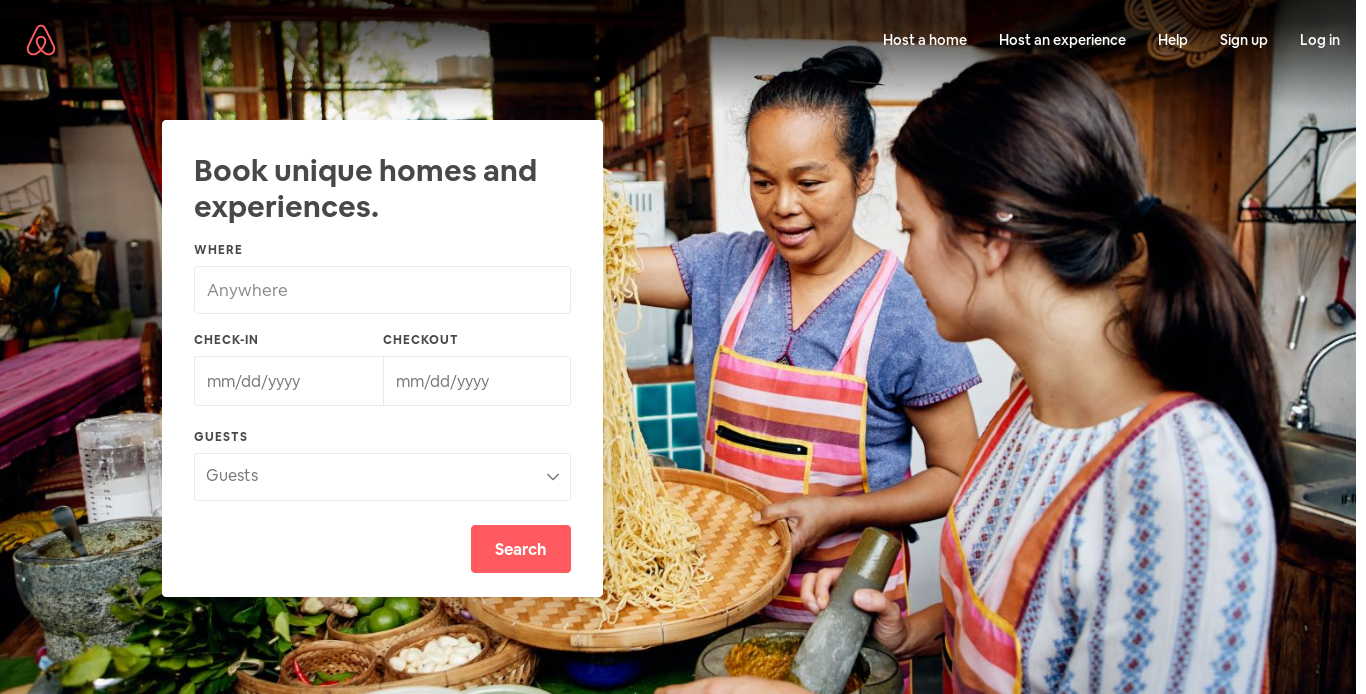 Host a home
Host an experience
Help
Sign up
Log in
Book unique homes and
experiences.
WHERE
Anywhere
CHECK-IN
CHECKOUT
mm/dd/yyyy
mm/dd/yyyy
GUESTS
Guests
Search